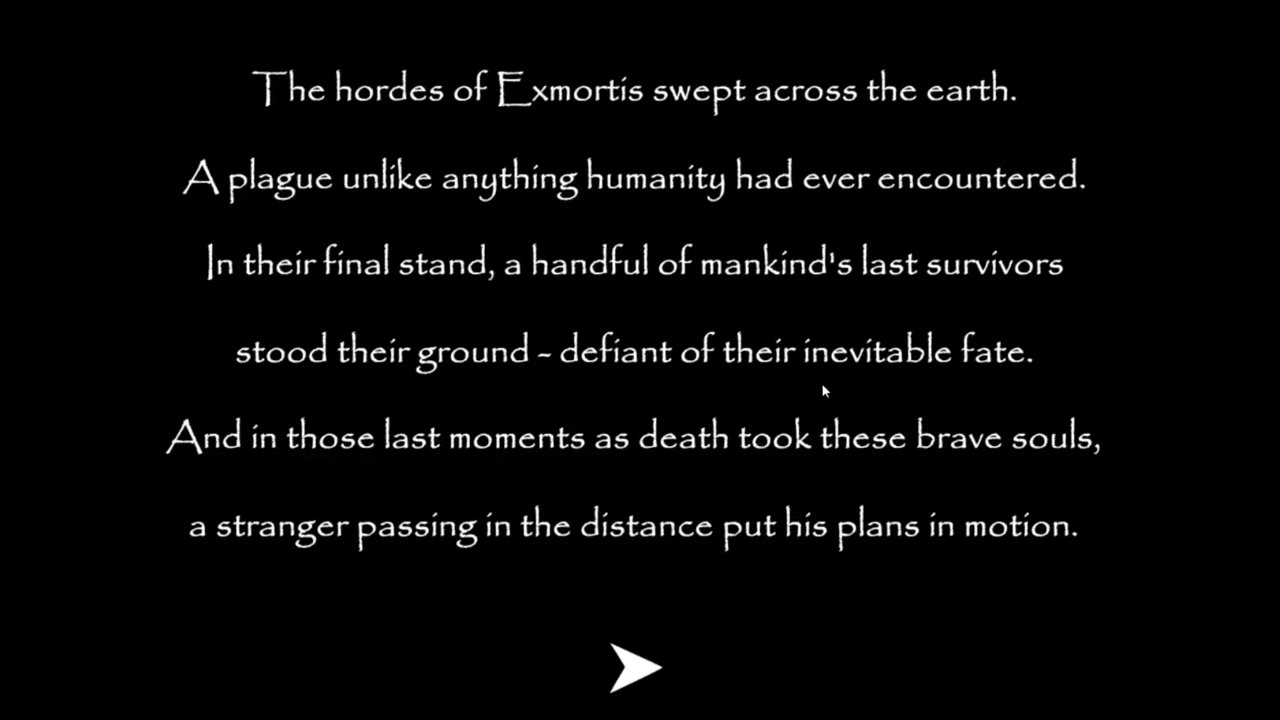 The hordes of Exmortis swept across the earth.
A plague unlike anything humanity had ever encountered.
In their final stand, a handful of mankind's last survivors
stood their ground - defiant of their inevitable fate.
And in those last moments as death took these brave souls,
a stranger passing in the distance put his plans in motion.